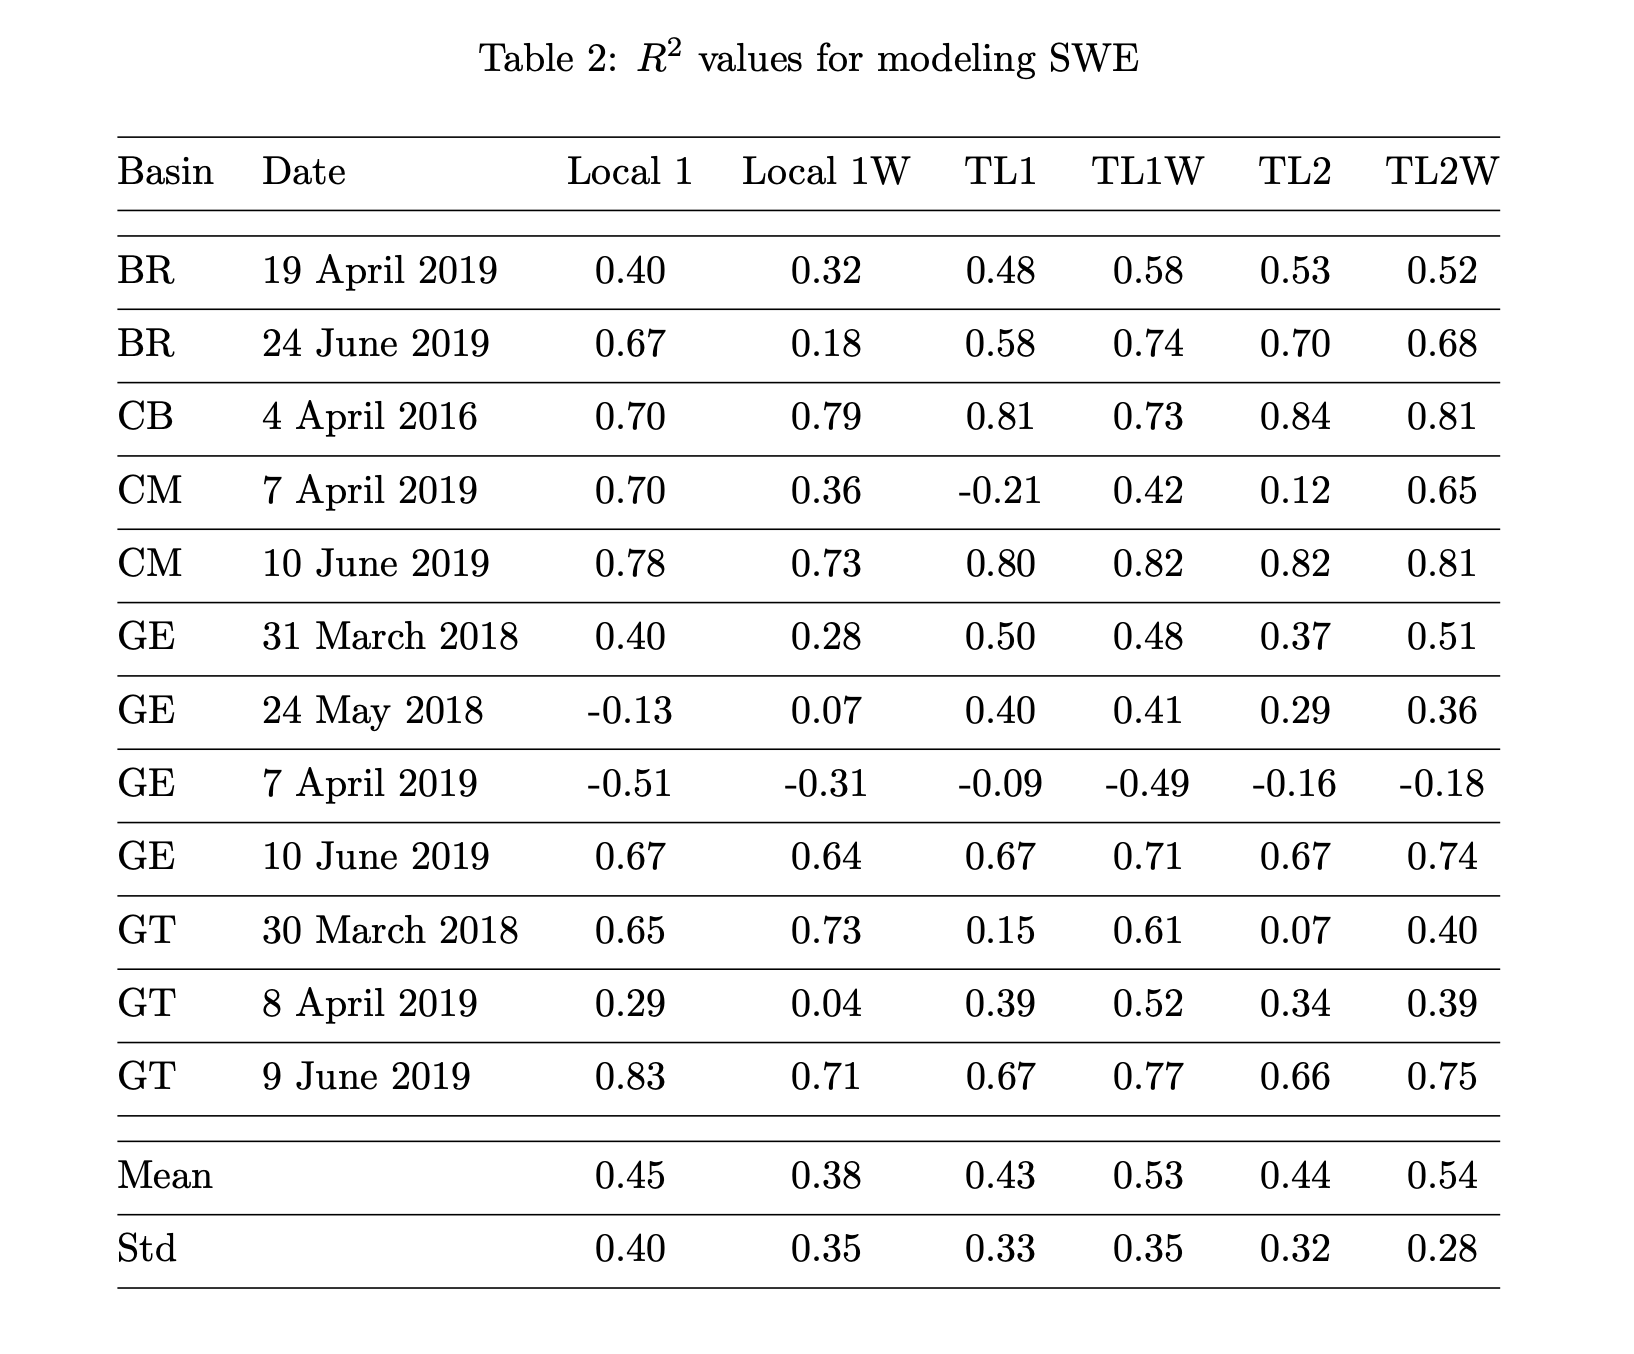 Table 2: R² values for modeling SWE
Basin Date Local 1 Local 1W TL1 TL1W TL2 TL2W
BR 19 April 2019 0.40 0.32 0.48 0.58 0.53 0.52
BR 24 June 2019 0.67 0.18 0.58 0.74 0.70 0.68
CB 4 April 2016 0.70 0.79 0.81 0.73 0.84 0.81
CM 7 April 2019 0.70 0.36 -0.21 0.42 0.12 0.65
CM 10 June 2019 0.78 0.73 0.80 0.82 0.82 0.81
GE 31 March 2018 0.40 0.28 0.50 0.48 0.37 0.51
GE 24 May 2018 -0.13 0.07 0.40 0.41 0.29 0.36
GE 7 April 2019 -0.51 -0.31 -0.09 -0.49 -0.16 -0.18
GE 10 June 2019 0.67 0.64 0.67 0.71 0.67 0.74
GT 30 March 2018 0.65 0.73 0.15 0.61 0.07 0.40
GT 8 April 2019 0.29 0.04 0.39 0.52 0.34 0.39
GT 9 June 2019 0.83 0.71 0.67 0.77 0.66 0.75
Mean 0.45 0.38 0.43 0.53 0.44 0.54
Std 0.40 0.35 0.33 0.35 0.32 0.28